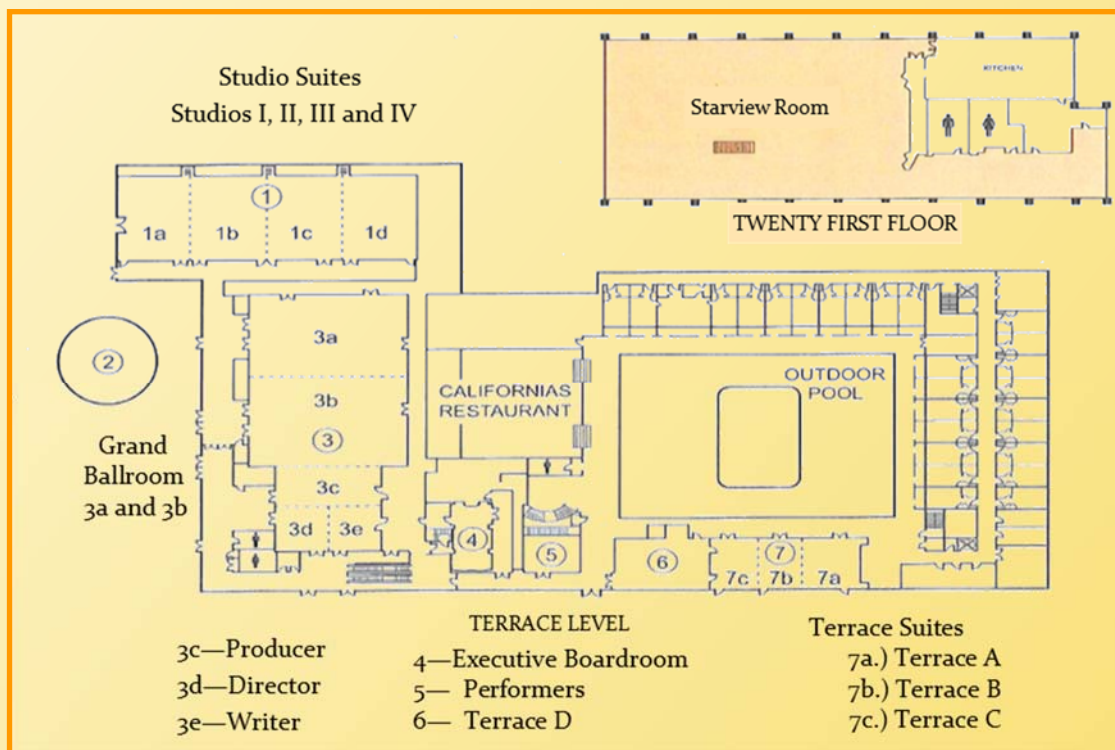 Studio Suites
Studios I, II, III and IV
KITCHEN
Starview Room
TWENTY FIRST FLOOR
1
1a 1b 1c 1d
2
3a
3b
3
3c
3d 3e
Grand
Ballroom
3a and 3b
CALIFORNIAS
RESTAURANT
OUTDOOR
POOL
4
5
6
7
7c 7b 7a
TERRACE LEVEL
3c—Producer
3d—Director
3e—Writer
4—Executive Boardroom
5— Performers
6— Terrace D
Terrace Suites
7a.) Terrace A
7b.) Terrace B
7c.) Terrace C